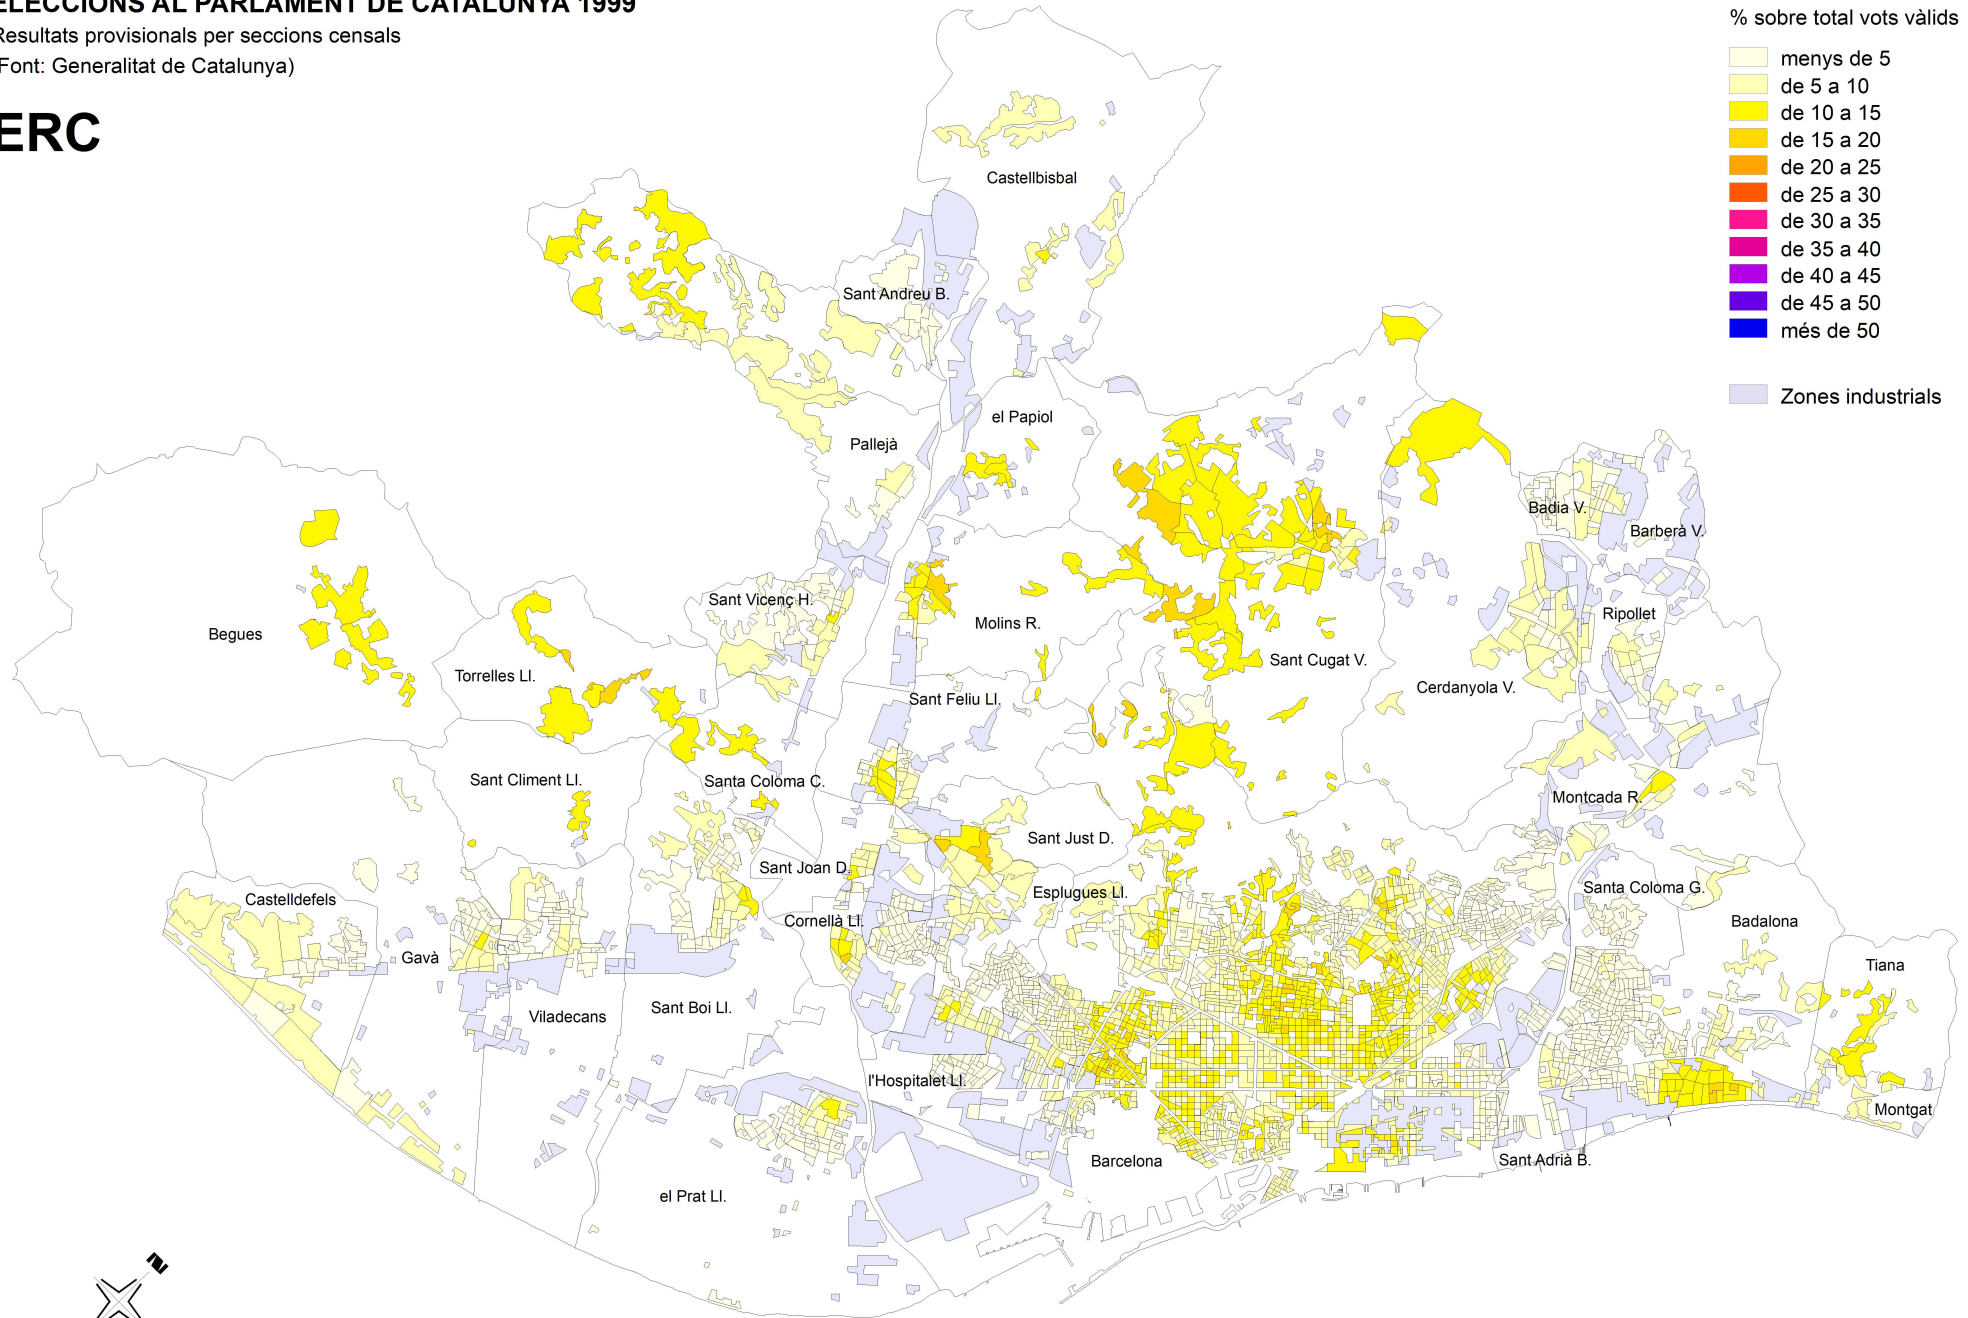 ELECCIONS AL PARLAMENT DE CATALUNYA 1999
Resultats provisionals per seccions censals
(Font: Generalitat de Catalunya)
ERC
% sobre total vots vàlids
menys de 5
de 5 a 10
de 10 a 15
de 15 a 20
de 20 a 25
de 25 a 30
de 30 a 35
de 35 a 40
de 40 a 45
de 45 a 50
més de 50
Zones industrials
Castellbisbal
Sant Andreu B.
el Papiol
Pallejà
Badia V.
Barberà V.
Sant Vicenç H.
Ripollet
Molins R.
Begues
Sant Cugat V.
Torrelles Ll.
Cerdanyola V.
Sant Feliu Ll.
Sant Climent Ll.
Santa Coloma C.
Montcada R.
Sant Just D.
Sant Joan D.
Santa Coloma G.
Esplugues Ll.
Castelldefels
Cornellà Ll.
Badalona
Gavà
Tiana
Sant Boi Ll.
Viladecans
l'Hospitalet Ll.
Montgat
Barcelona
Sant Adrià B.
el Prat Ll.
N